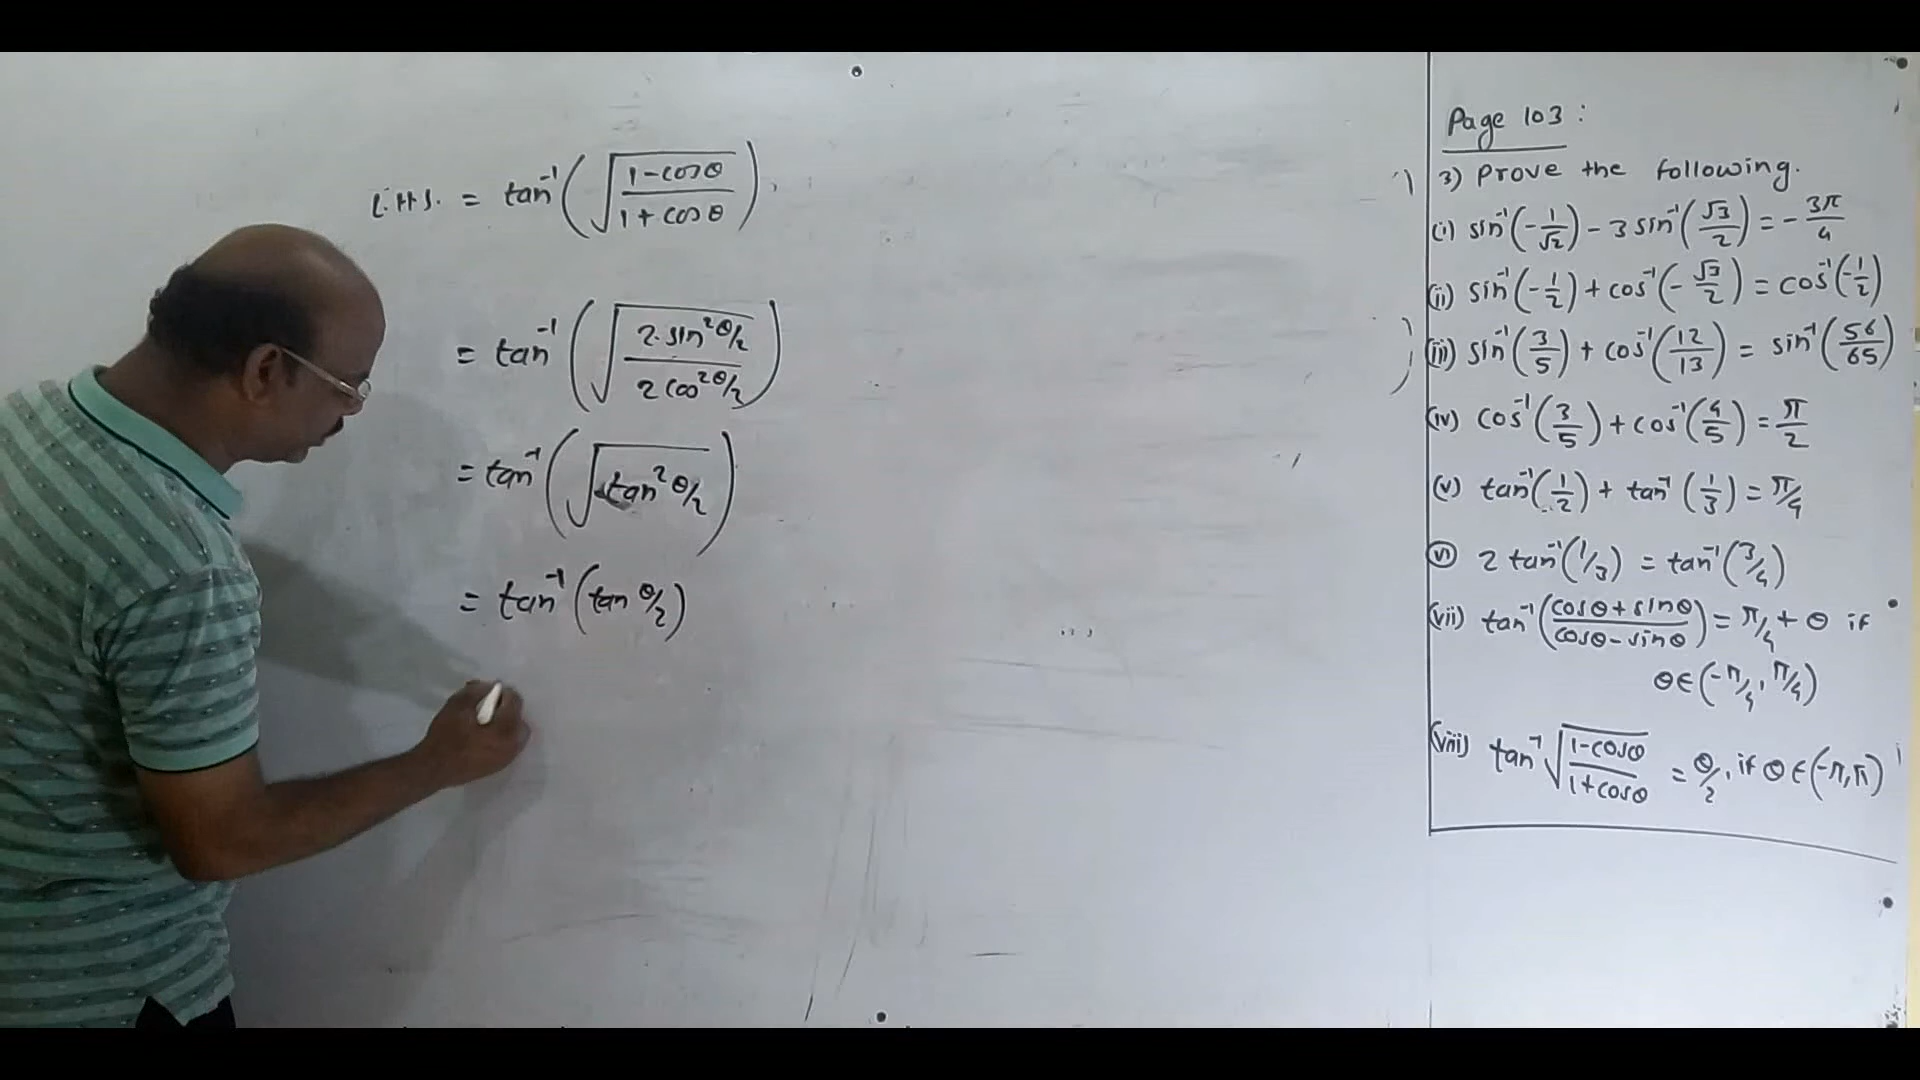 L.H.S. = tan⁻¹(√((1-cosθ)/(1+cosθ)))
= tan⁻¹(√((2.sin²θ/2)/(2cos²θ/2)))
= tan⁻¹(√(tan²θ/2))
= tan⁻¹(tan θ/2)
Page 103 :
3) Prove the following.
(i) sin⁻¹(-1/√2) - 3 sin⁻¹(√3/2) = -3π/4
(ii) sin⁻¹(-1/2) + cos⁻¹(-√3/2) = cos⁻¹(-1/2)
(iii) sin⁻¹(3/5) + cos⁻¹(12/13) = sin⁻¹(56/65)
(iv) cos⁻¹(3/5) + cos⁻¹(4/5) = π/2
(v) tan⁻¹(1/2) + tan⁻¹(1/3) = π/4
(vi) 2 tan⁻¹(1/3) = tan⁻¹(3/4)
(vii) tan⁻¹((cosθ+sinθ)/(cosθ-sinθ)) = π/4 + θ if
θ∈(-π/4, π/4)
(viii) tan⁻¹√((1-cosθ)/(1+cosθ)) = θ/2, if θ∈(-π,π)